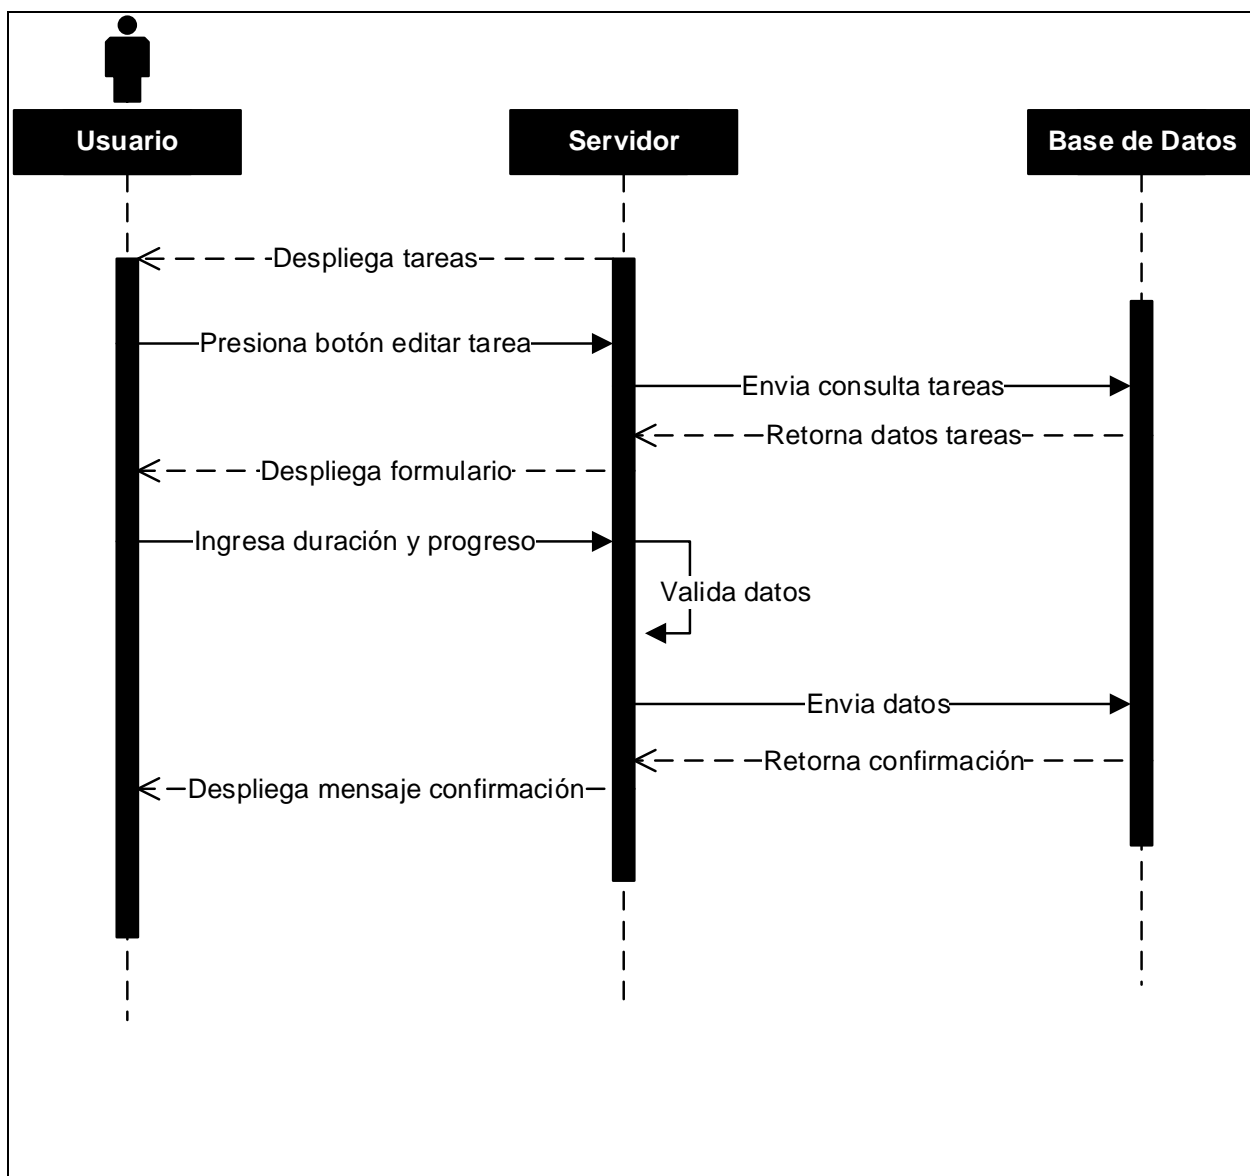 Usuario
Servidor
Base de Datos
Despliega tareas
Presiona botón editar tarea
Envia consulta tareas
Retorna datos tareas
Despliega formulario
Ingresa duración y progreso
Valida datos
Envia datos
Retorna confirmación
Despliega mensaje confirmación